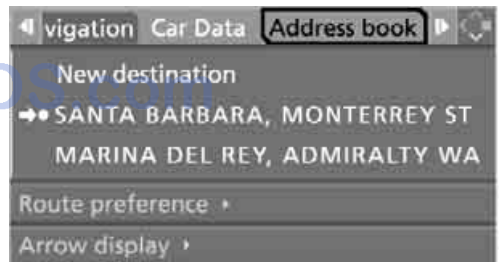 vigation Car Data Address book
New destination
SANTA BARBARA, MONTERREY ST
MARINA DEL REY, ADMIRALTY WA
Route preference
Arrow display